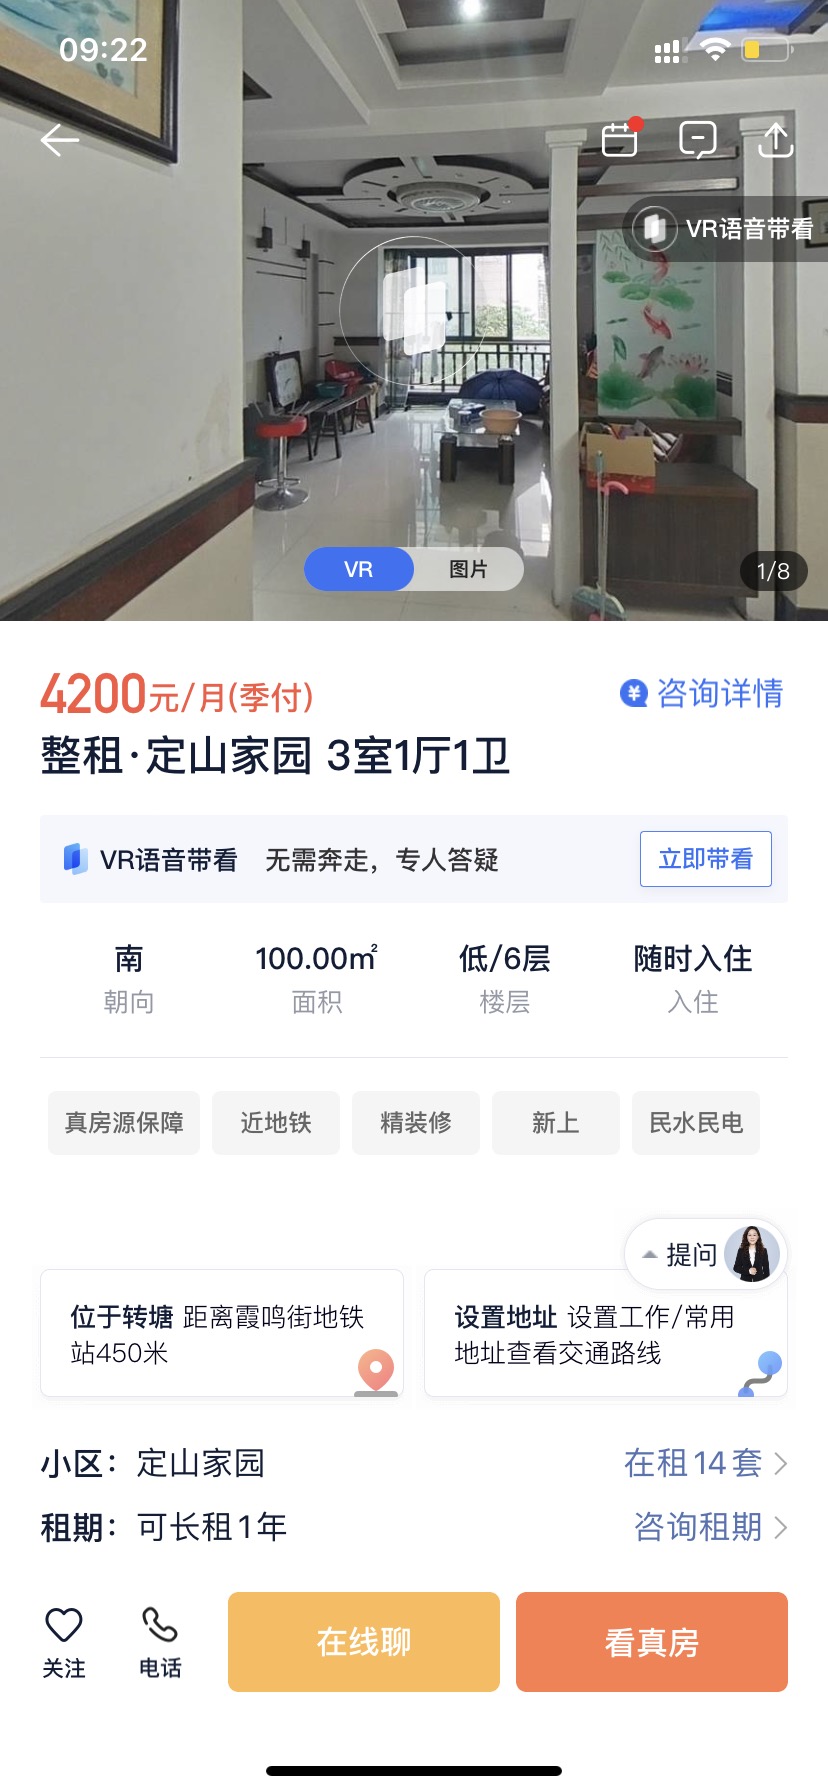 09:22
VR语音带看
VR 图片
1/8
4200元/月(季付)
¥ 咨询详情
整租·定山家园 3室1厅1卫
VR语音带看 无需奔走，专人答疑 立即带看
南 100.00m² 低/6层 随时入住
朝向 面积 楼层 入住
真房源保障 近地铁 精装修 新上 民水民电
提问
位于转塘 距离霞鸣街地铁
站450米
设置地址 设置工作/常用
地址查看交通路线
小区：定山家园 在租14套
租期：可长租1年 咨询租期
关注 电话 在线聊 看真房